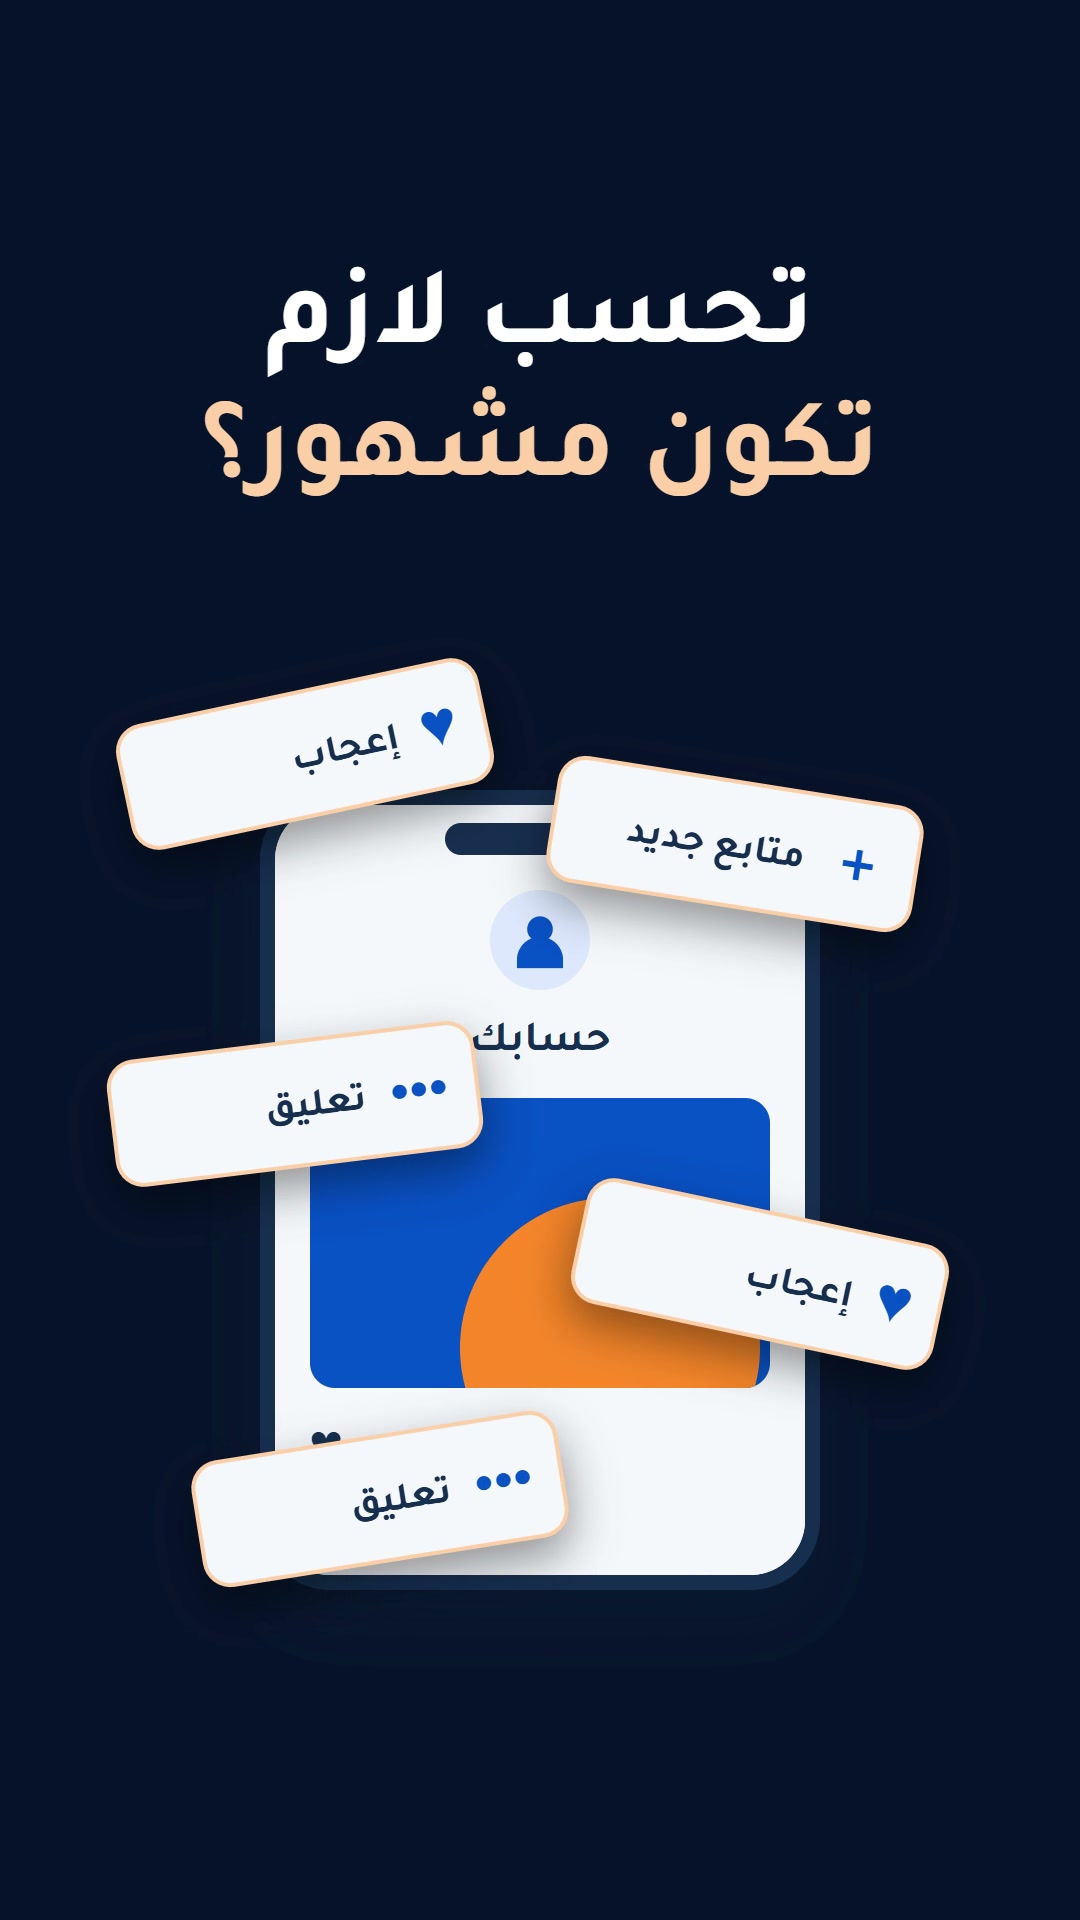 تحسب لازم
تكون مشهور؟
إعجاب
متابع جديد
حسابك
تعليق
إعجاب
تعليق